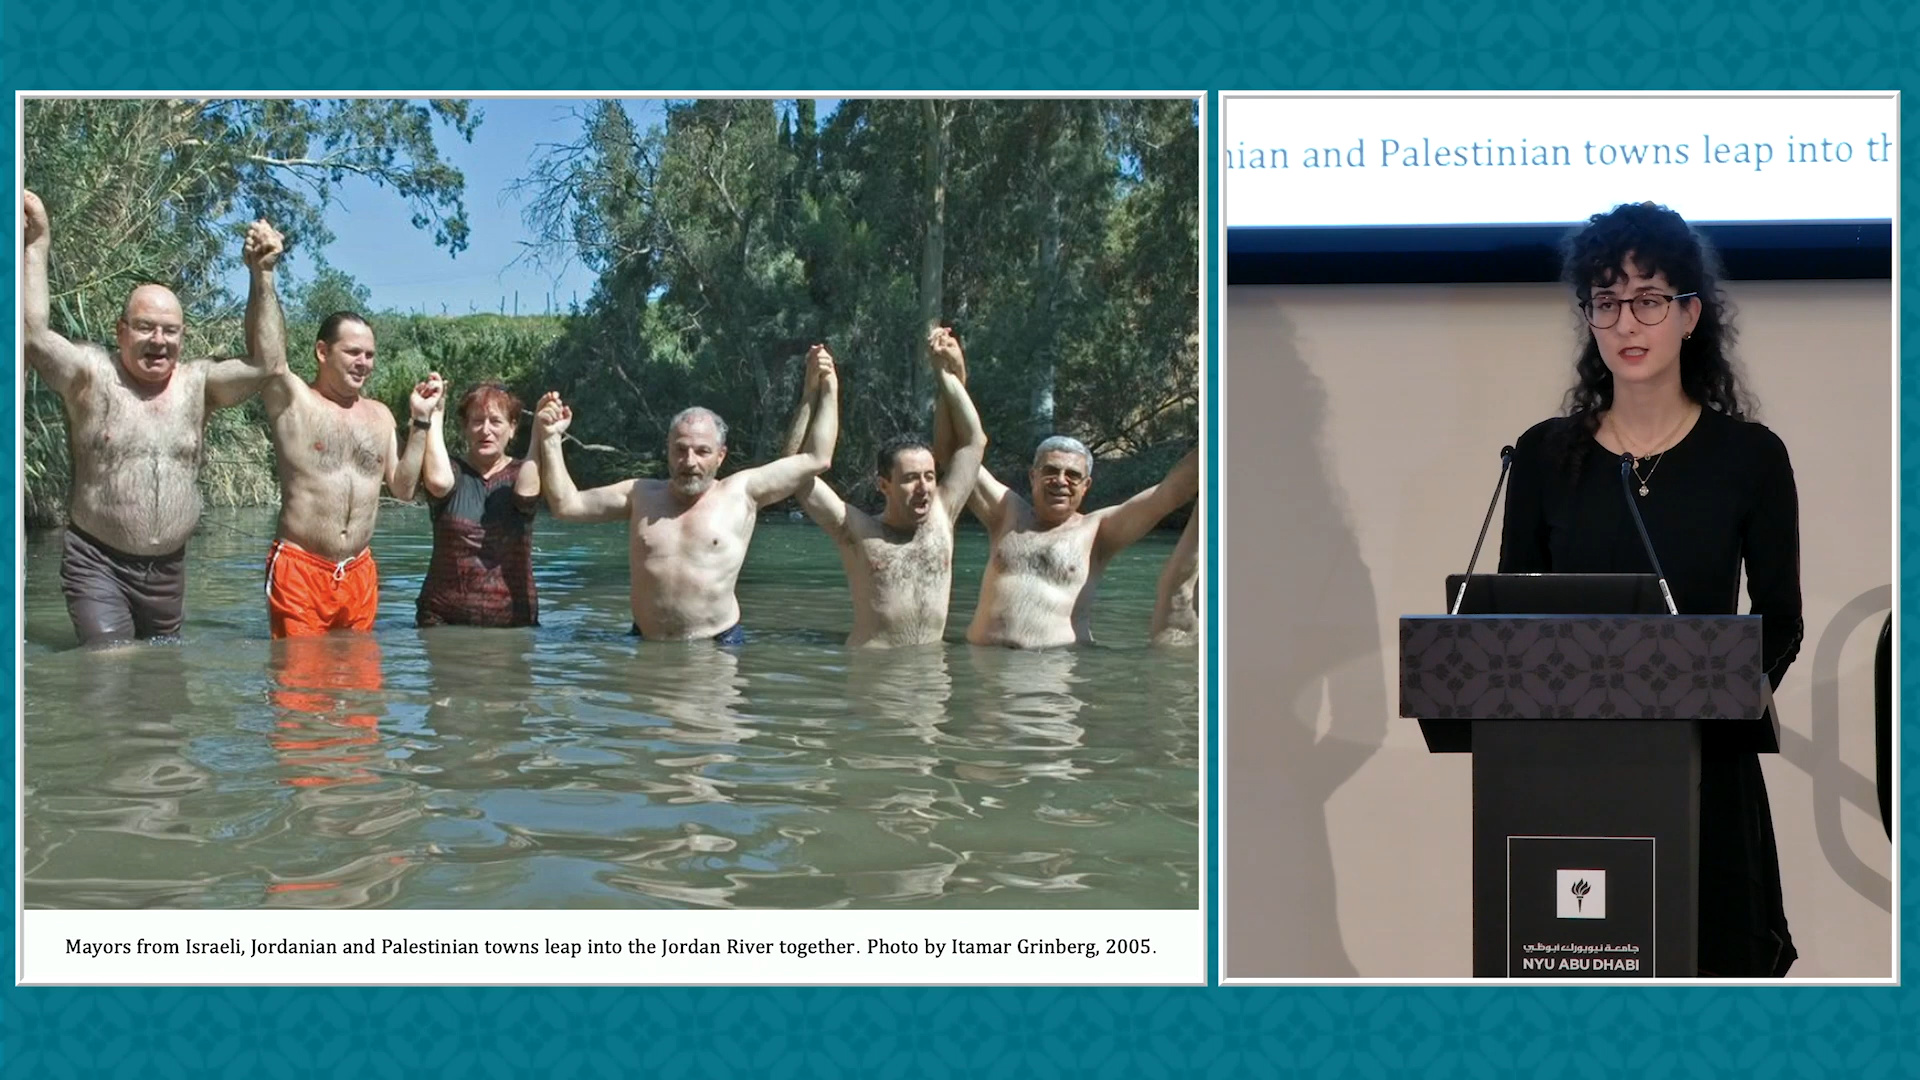 Mayors from Israeli, Jordanian and Palestinian towns leap into the Jordan River together. Photo by Itamar Grinberg, 2005.
nian and Palestinian towns leap into th
جامعة نيويورك أبوظبي
NYU ABU DHABI